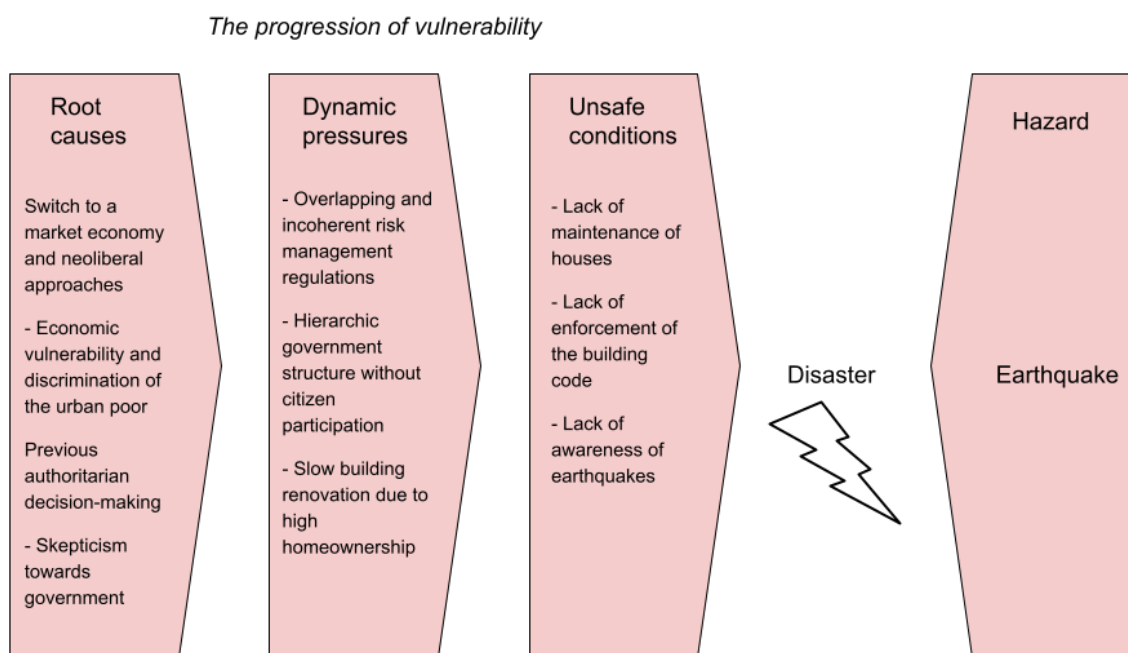 The progression of vulnerability
Root
causes
Switch to a
market economy
and neoliberal
approaches
- Economic
vulnerability and
discrimination of
the urban poor
Previous
authoritarian
decision-making
- Skepticism
towards
government
Dynamic
pressures
- Overlapping and
incoherent risk
management
regulations
- Hierarchic
government
structure without
citizen
participation
- Slow building
renovation due to
high
homeownership
Unsafe
conditions
- Lack of
maintenance of
houses
- Lack of
enforcement of
the building
code
- Lack of
awareness of
earthquakes
Disaster
Hazard
Earthquake